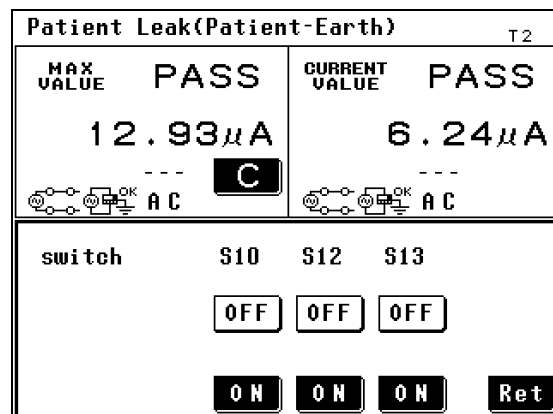 Patient Leak(Patient-Earth)
T2
MAX VALUE PASS
12.93μA
---
C
OK
AC
CURRENT VALUE PASS
6.24μA
---
OK
AC
switch S10 S12 S13
OFF OFF OFF
ON ON ON Ret